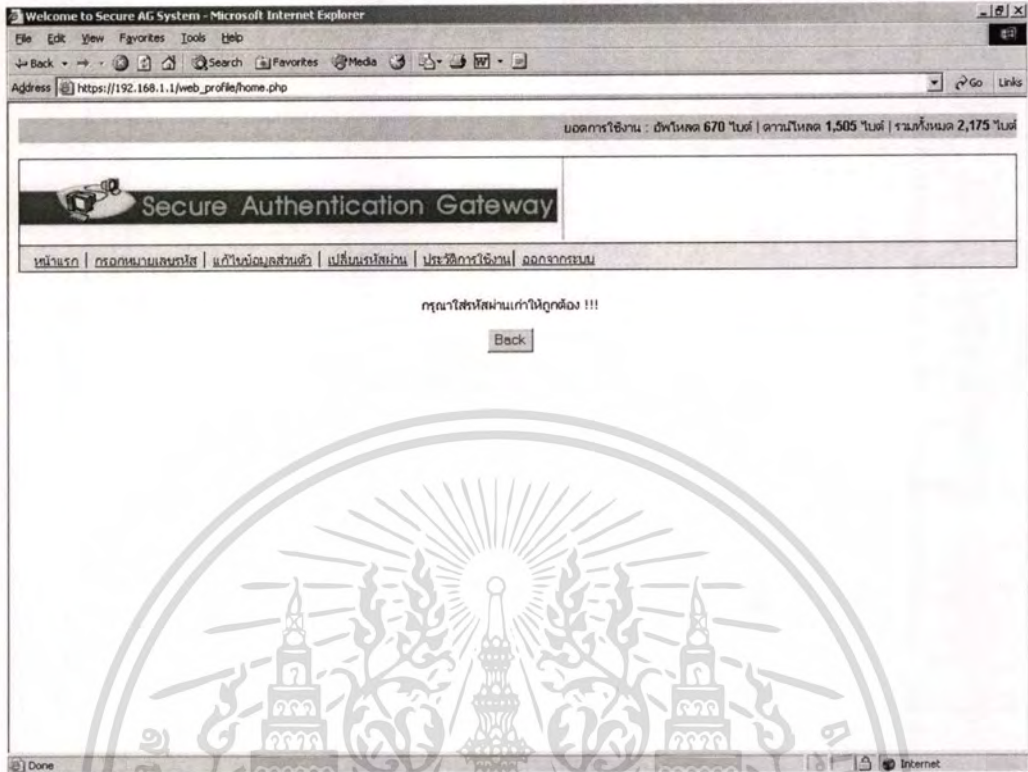 Welcome to Secure AG System - Microsoft Internet Explorer
File Edit View Favorites Tools Help
Back Search Favorites Media
Address https://192.168.1.1/web_profile/home.php Go Links
ยอดการใช้งาน : อัพโหลด 670 ไบต์ | ดาวน์โหลด 1,505 ไบต์ | รวมทั้งหมด 2,175 ไบต์
Secure Authentication Gateway
หน้าแรก | กรอกหมายเลขรหัส | แก้ไขข้อมูลส่วนตัว | เปลี่ยนรหัสผ่าน | ประวัติการใช้งาน | ออกจากระบบ
กรุณาใส่รหัสผ่านเก่าให้ถูกต้อง !!!
Back
Done Internet